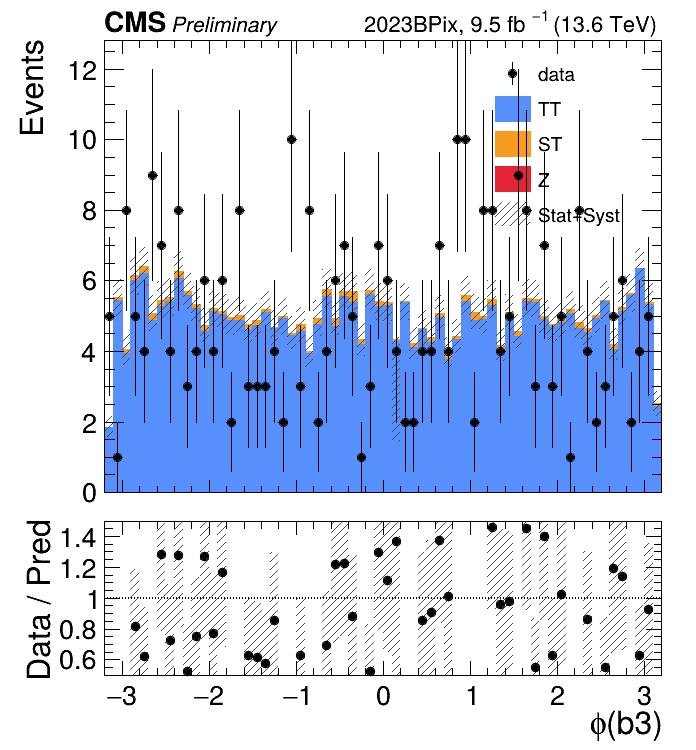 CMS Preliminary 2023BPix, 9.5 fb⁻¹ (13.6 TeV)
Events
12
10
8
6
4
2
0
data
TT
ST
Z
Stat+Syst
Data / Pred
1.4
1.2
1
0.8
0.6
−3 −2 −1 0 1 2 3
ϕ(b3)